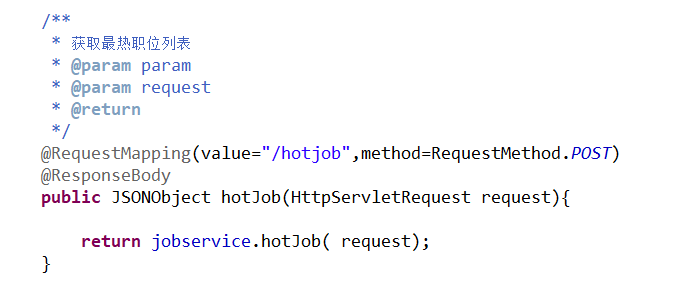 /**
 * 获取最热职位列表
 * @param param
 * @param request
 * @return
 */
@RequestMapping(value="/hotjob",method=RequestMethod.POST)
@ResponseBody
public JSONObject hotJob(HttpServletRequest request){
    return jobservice.hotJob( request);
}